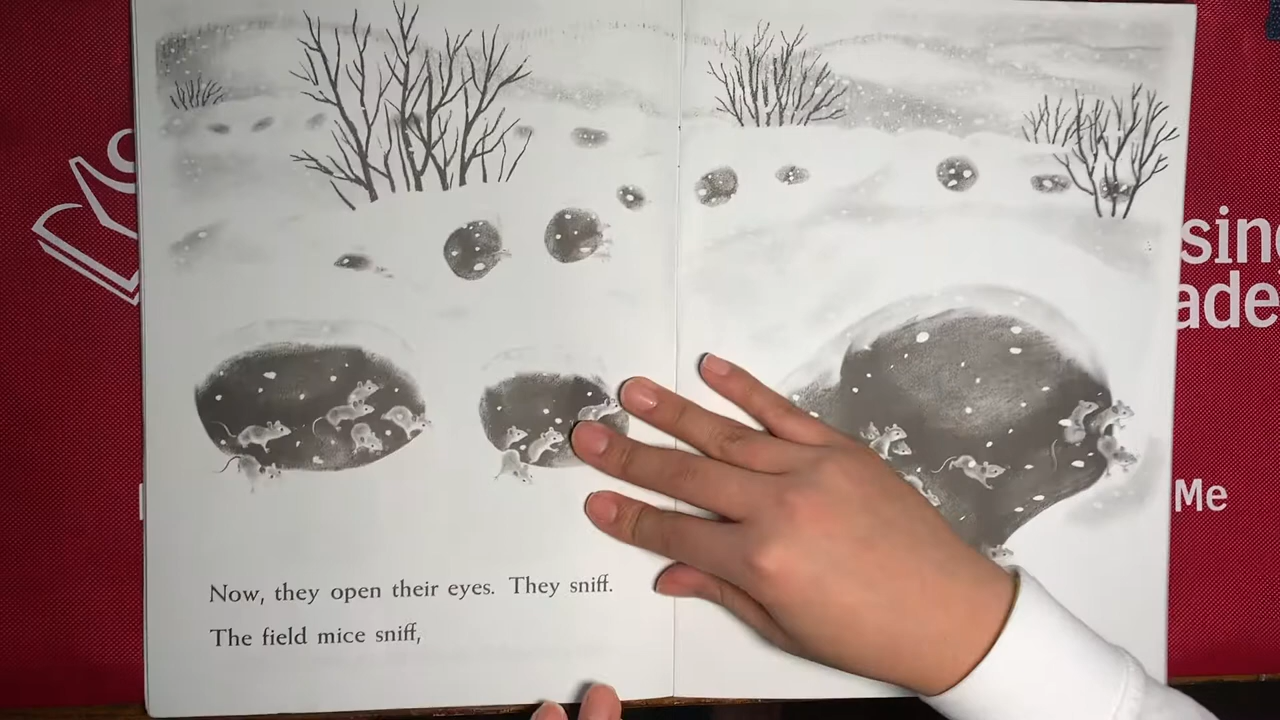 Now, they open their eyes. They sniff.
The field mice sniff,
Me